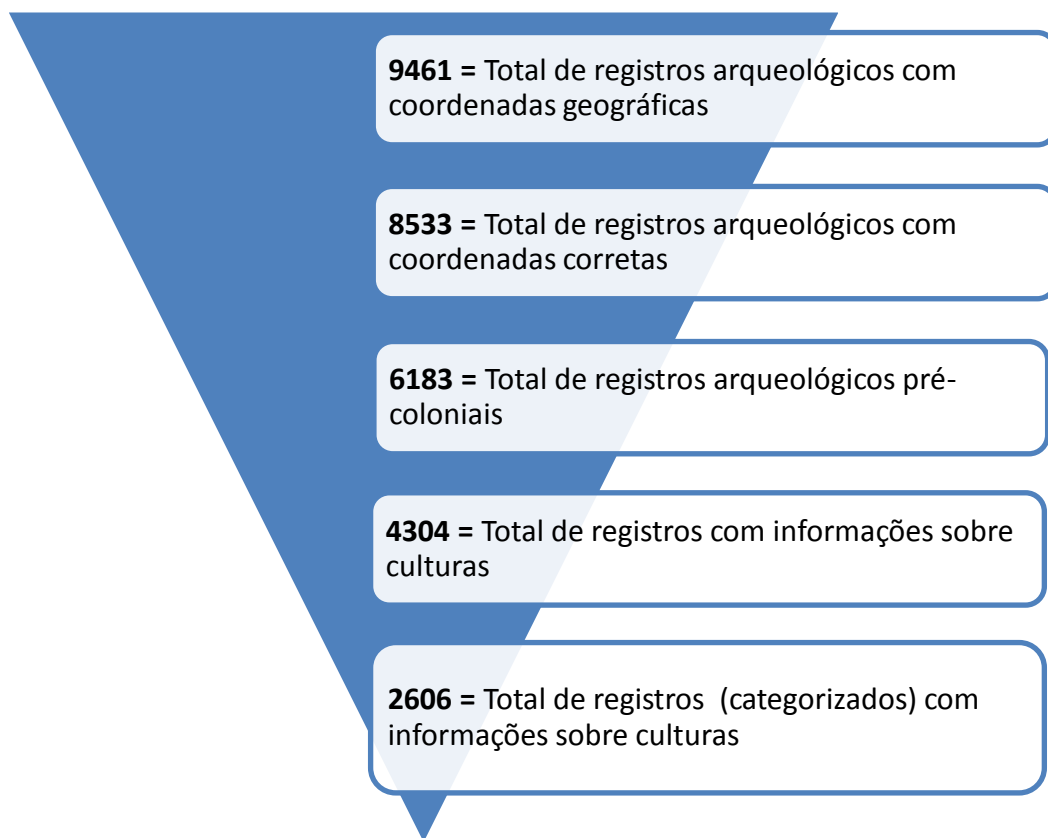 9461 = Total de registros arqueológicos com
coordenadas geográficas
8533 = Total de registros arqueológicos com
coordenadas corretas
6183 = Total de registros arqueológicos pré-
coloniais
4304 = Total de registros com informações sobre
culturas
2606 = Total de registros (categorizados) com
informações sobre culturas